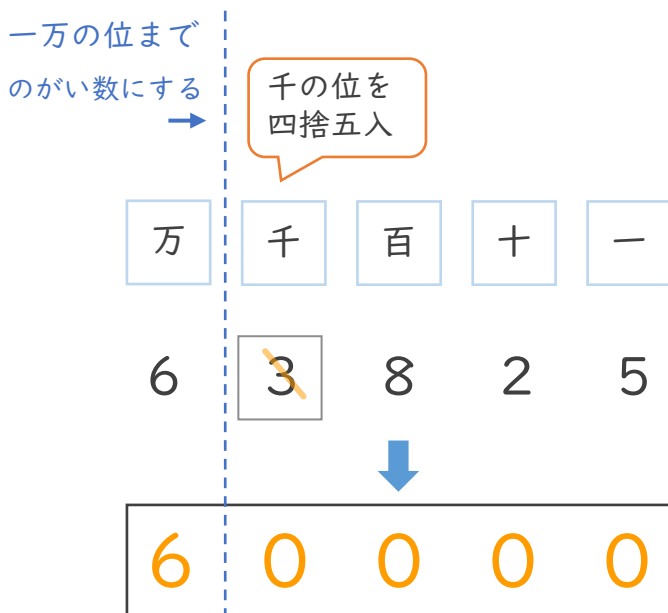 一万の位まで
のがい数にする
千の位を
四捨五入
万 千 百 十 一
6 3 8 2 5
6 0 0 0 0